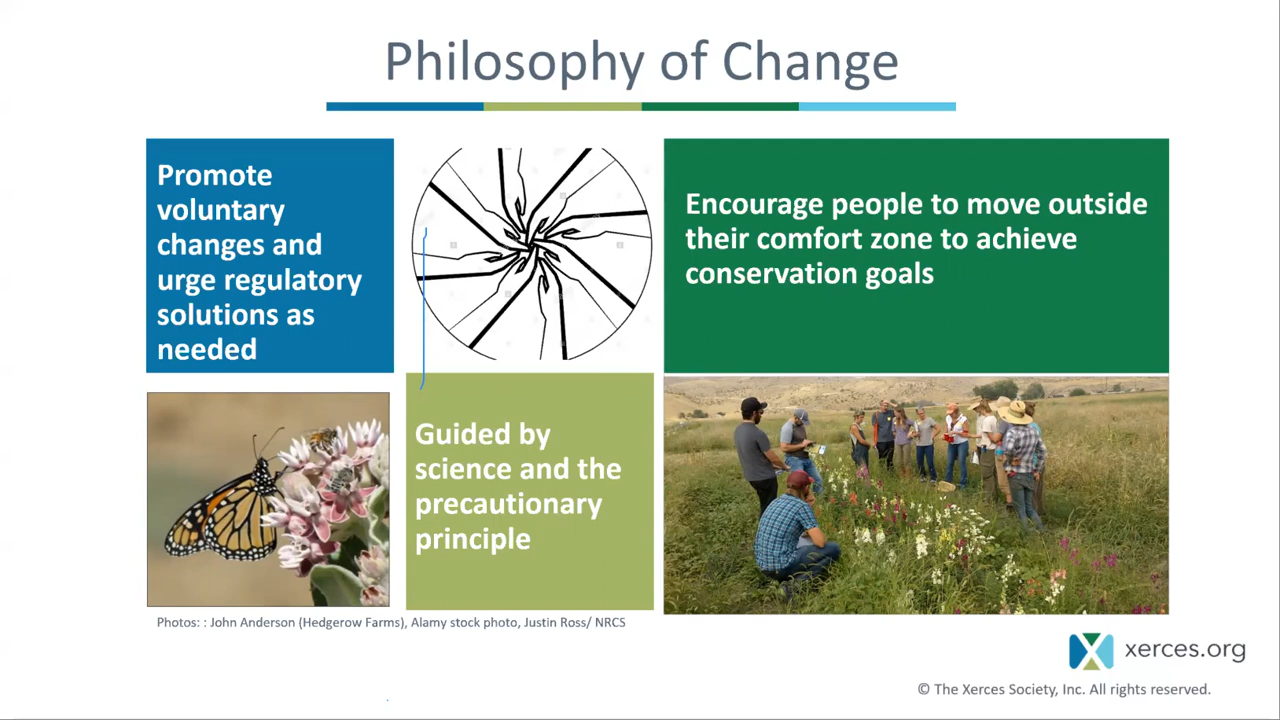 Philosophy of Change
Promote
voluntary
changes and
urge regulatory
solutions as
needed
Encourage people to move outside
their comfort zone to achieve
conservation goals
Guided by
science and the
precautionary
principle
Photos: : John Anderson (Hedgerow Farms), Alamy stock photo, Justin Ross/ NRCS
xerces.org
© The Xerces Society, Inc. All rights reserved.